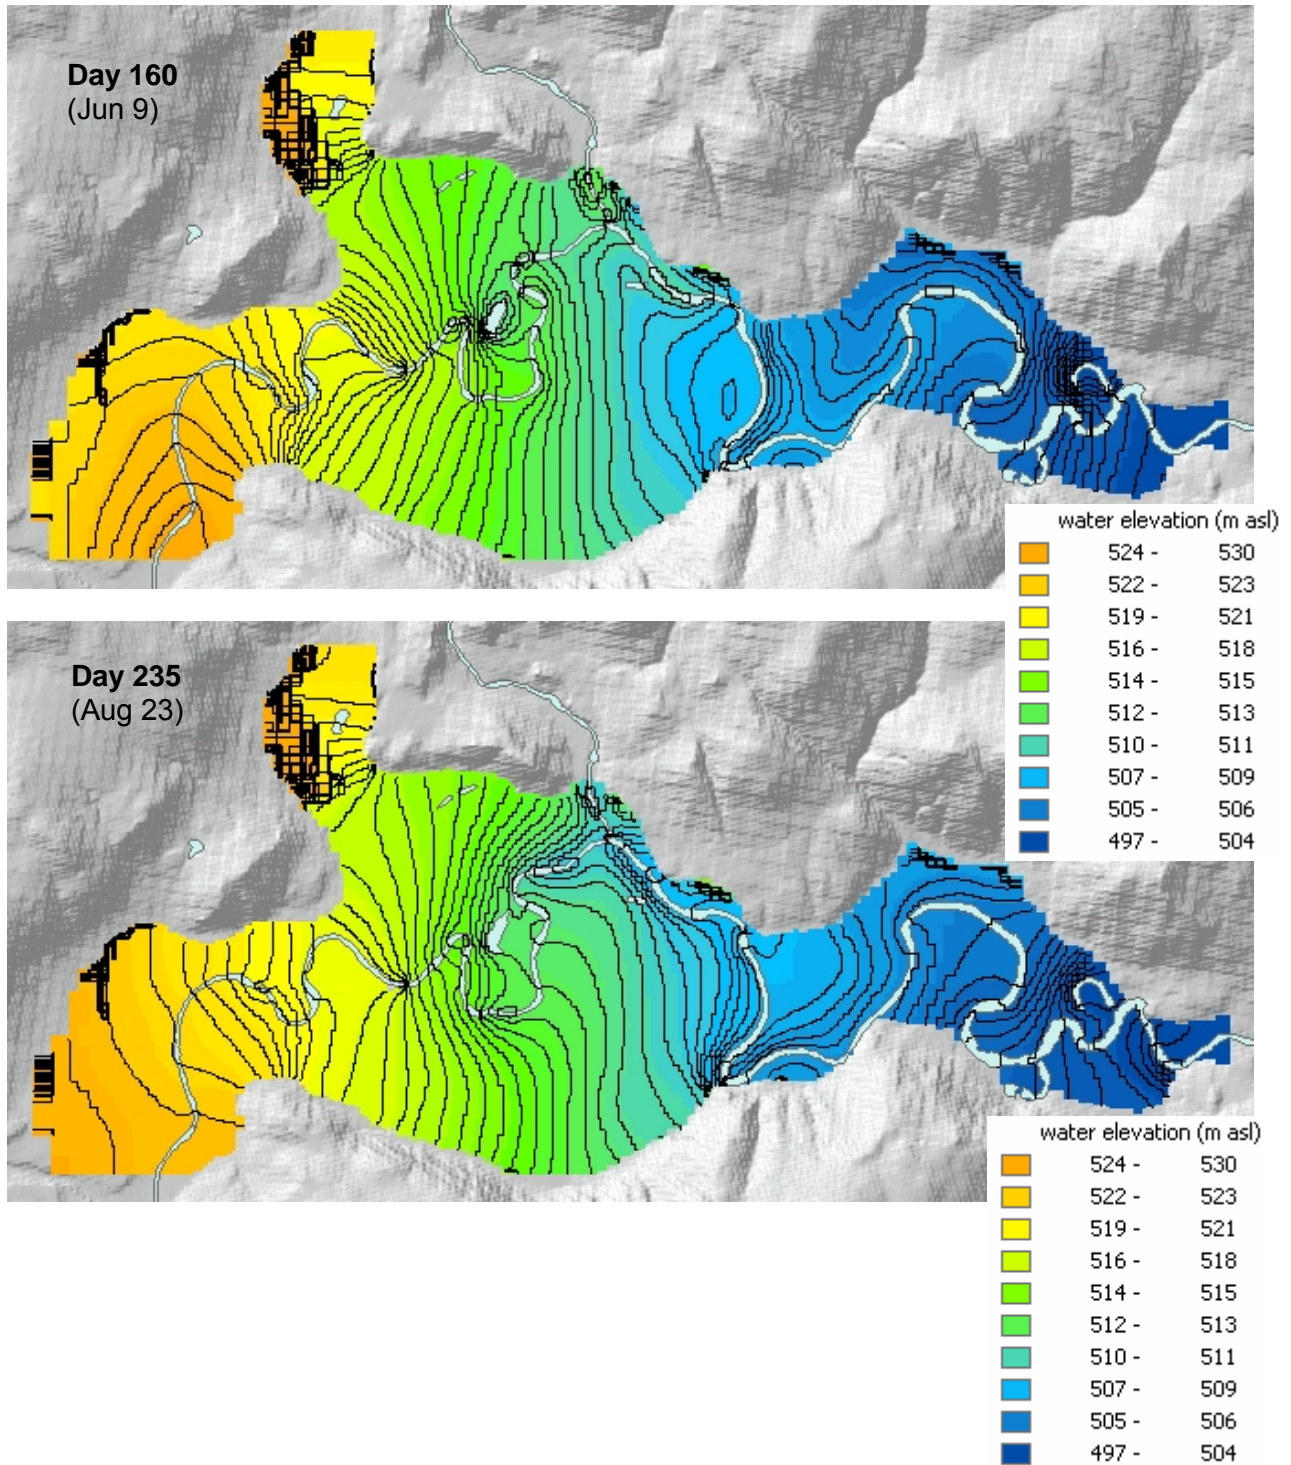 Day 160
(Jun 9)
water elevation (m asl)
524 - 530
522 - 523
519 - 521
516 - 518
514 - 515
512 - 513
510 - 511
507 - 509
505 - 506
497 - 504
Day 235
(Aug 23)
water elevation (m asl)
524 - 530
522 - 523
519 - 521
516 - 518
514 - 515
512 - 513
510 - 511
507 - 509
505 - 506
497 - 504